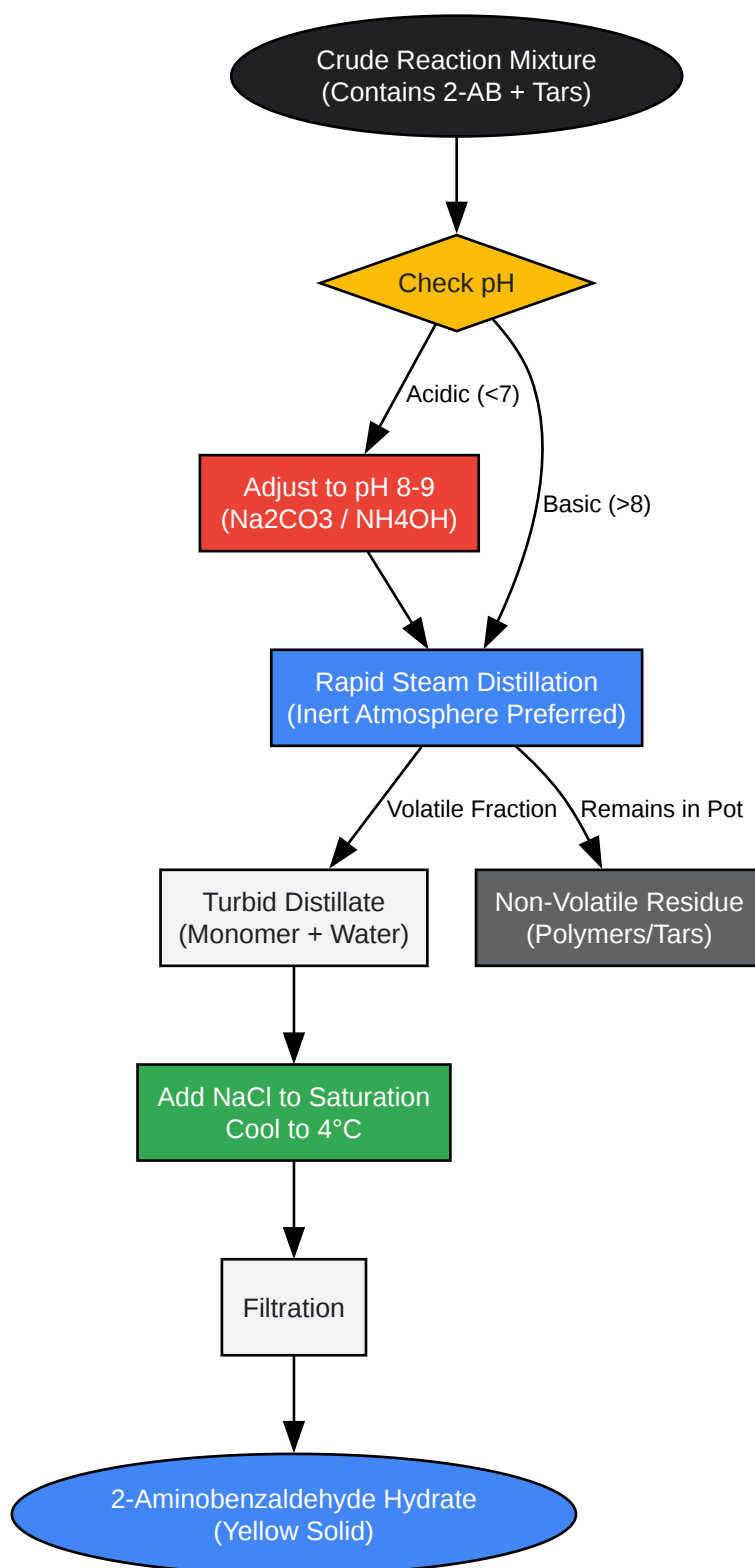 Crude Reaction Mixture
(Contains 2-AB + Tars)
Check pH
Acidic (<7)
Adjust to pH 8-9
(Na2CO3 / NH4OH)
Basic (>8)
Rapid Steam Distillation
(Inert Atmosphere Preferred)
Volatile Fraction
Remains in Pot
Turbid Distillate
(Monomer + Water)
Non-Volatile Residue
(Polymers/Tars)
Add NaCl to Saturation
Cool to 4°C
Filtration
2-Aminobenzaldehyde Hydrate
(Yellow Solid)